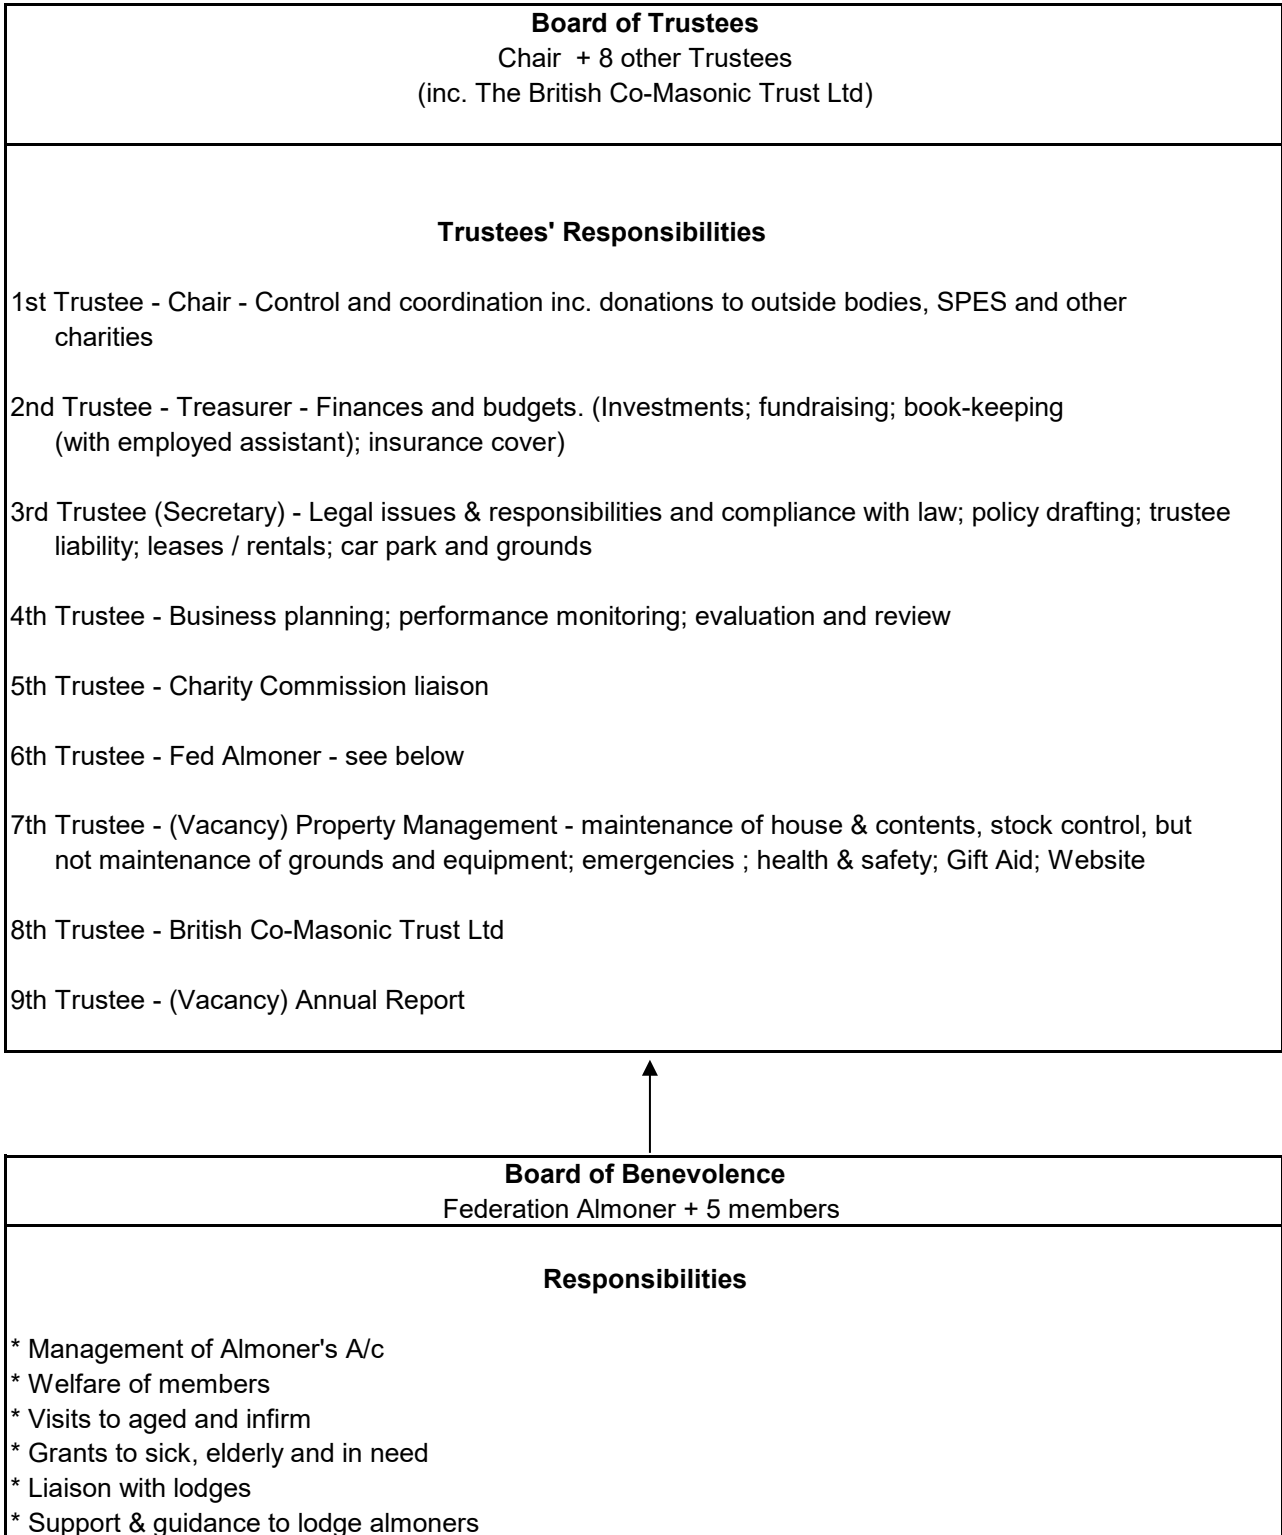 Board of Trustees
Chair + 8 other Trustees
(inc. The British Co-Masonic Trust Ltd)
Trustees' Responsibilities
1st Trustee - Chair - Control and coordination inc. donations to outside bodies, SPES and other
charities
2nd Trustee - Treasurer - Finances and budgets. (Investments; fundraising; book-keeping
(with employed assistant); insurance cover)
3rd Trustee (Secretary) - Legal issues & responsibilities and compliance with law; policy drafting; trustee
liability; leases / rentals; car park and grounds
4th Trustee - Business planning; performance monitoring; evaluation and review
5th Trustee - Charity Commission liaison
6th Trustee - Fed Almoner - see below
7th Trustee - (Vacancy) Property Management - maintenance of house & contents, stock control, but
not maintenance of grounds and equipment; emergencies ; health & safety; Gift Aid; Website
8th Trustee - British Co-Masonic Trust Ltd
9th Trustee - (Vacancy) Annual Report
Board of Benevolence
Federation Almoner + 5 members
Responsibilities
* Management of Almoner's A/c
* Welfare of members
* Visits to aged and infirm
* Grants to sick, elderly and in need
* Liaison with lodges
* Support & guidance to lodge almoners